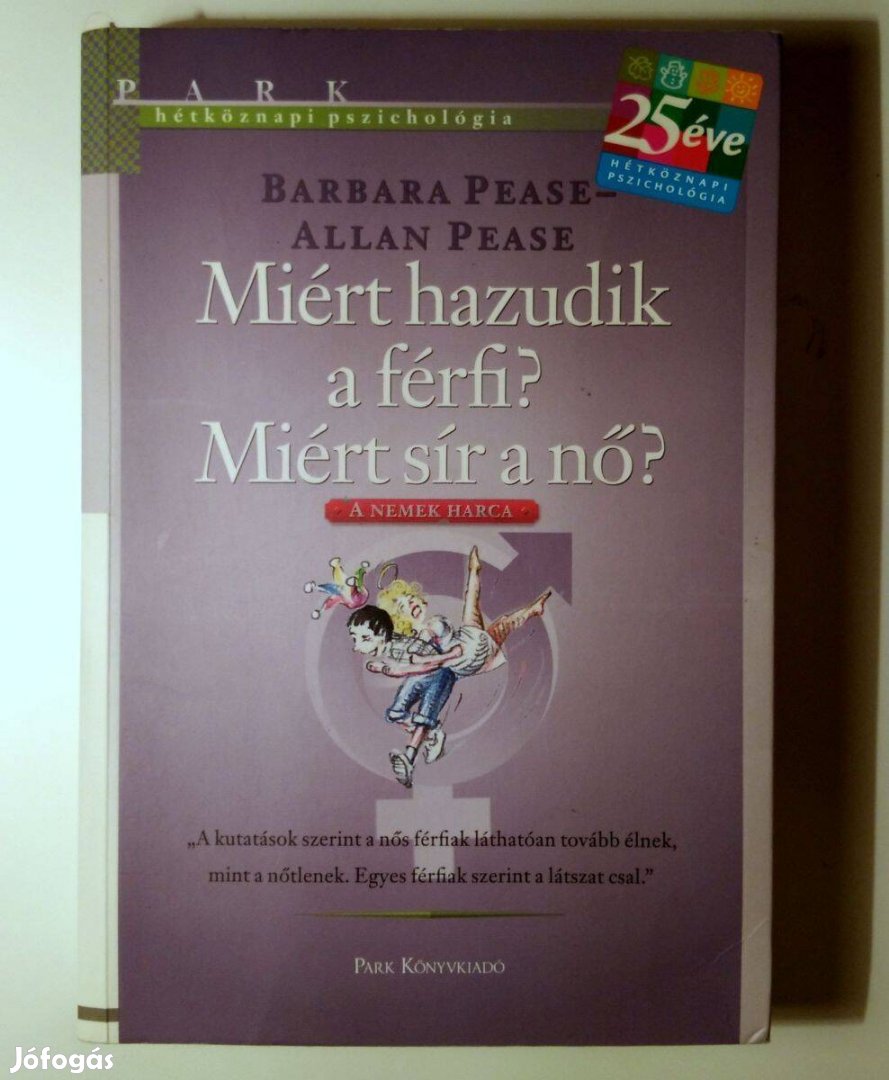 PARK
hétköznapi pszichológia
25 éve
HÉTKÖZNAPI
PSZICHOLÓGIA
BARBARA PEASE–
ALLAN PEASE
Miért hazudik
a férfi?
Miért sír a nő?
A NEMEK HARCA
„A kutatások szerint a nős férfiak láthatóan tovább élnek,
mint a nőtlenek. Egyes férfiak szerint a látszat csal.”
PARK KÖNYVKIADÓ
Jófogás